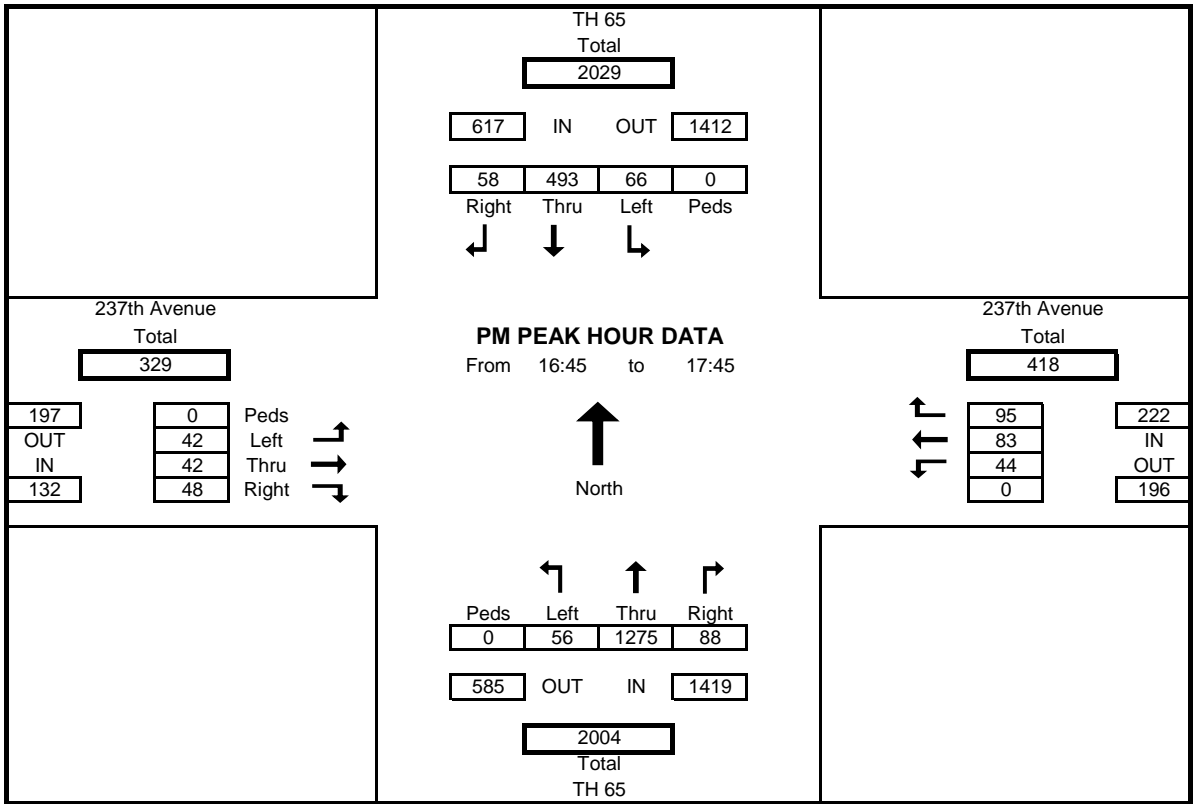 TH 65
Total
2029
617 IN OUT 1412
58 493 66 0
Right Thru Left Peds
237th Avenue
Total
329
197 0 Peds
OUT 42 Left
IN 42 Thru
132 48 Right
PM PEAK HOUR DATA
From 16:45 to 17:45
North
237th Avenue
Total
418
95 222
83 IN
44 OUT
0 196
Peds Left Thru Right
0 56 1275 88
585 OUT IN 1419
2004
Total
TH 65